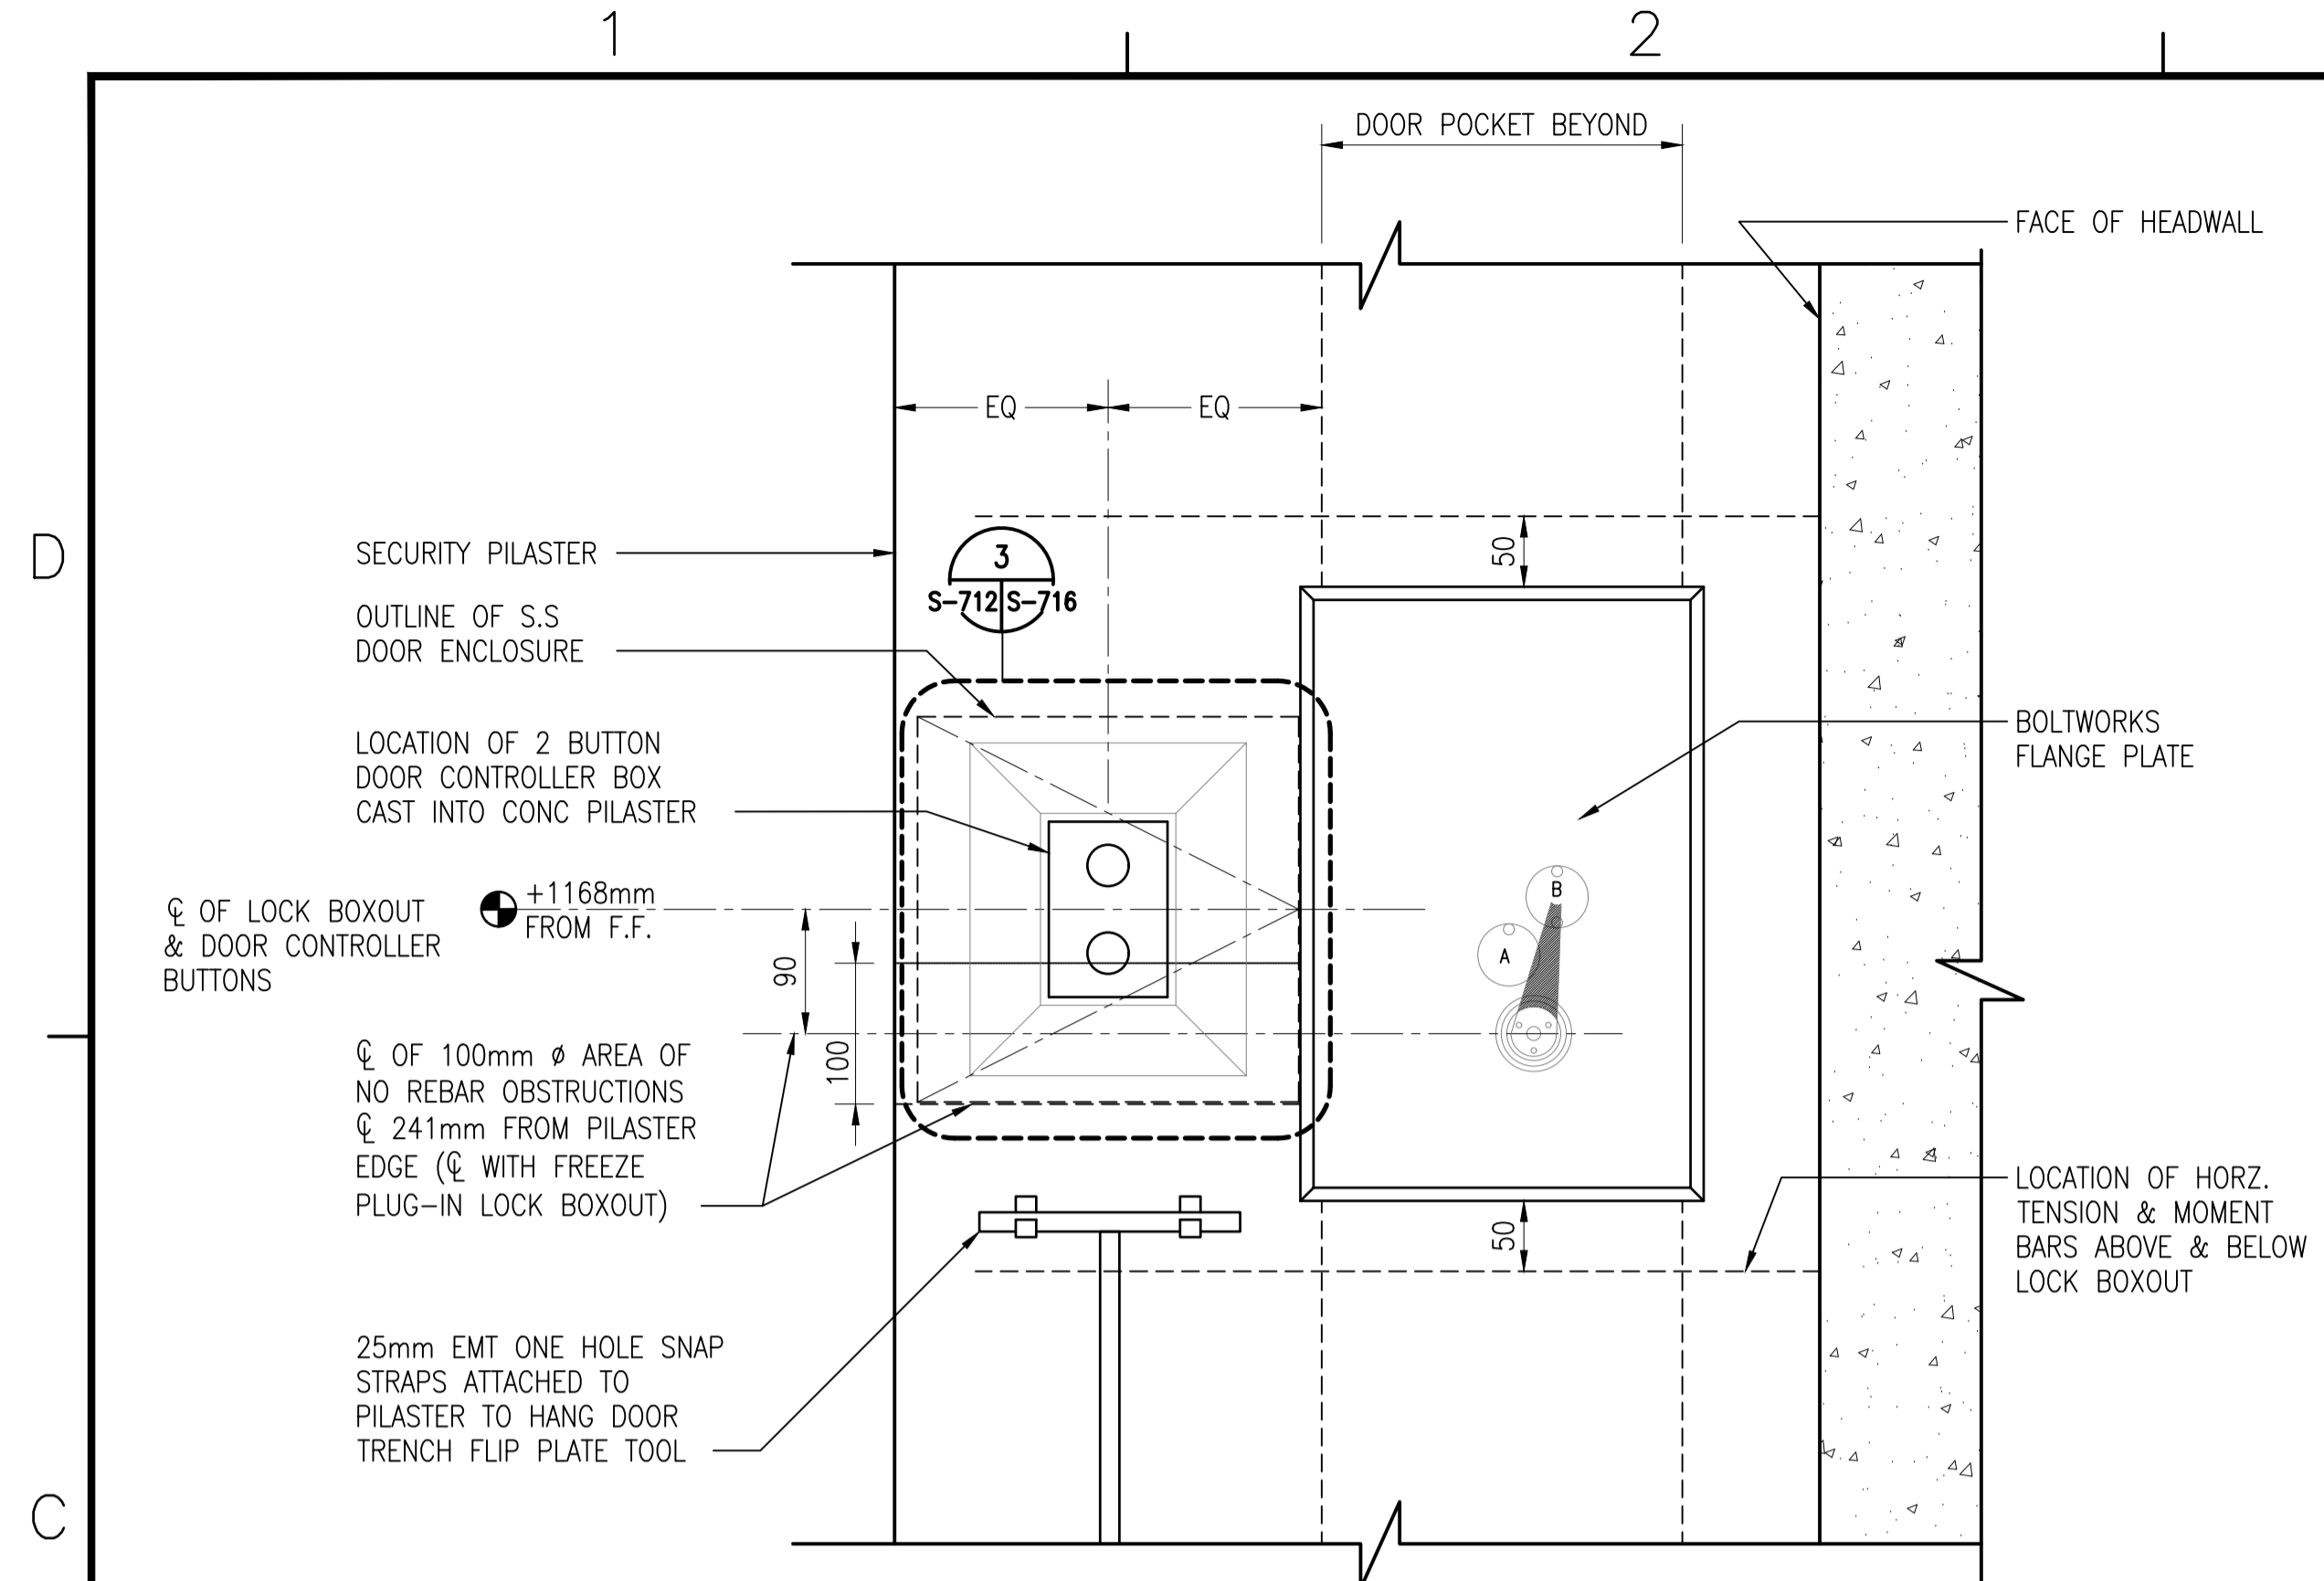 1
2
DOOR POCKET BEYOND
FACE OF HEADWALL
EQ
EQ
D
SECURITY PILASTER
3
S-712 S-716
50
OUTLINE OF S.S
DOOR ENCLOSURE
LOCATION OF 2 BUTTON
DOOR CONTROLLER BOX
CAST INTO CONC PILASTER
BOLTWORKS
FLANGE PLATE
℄ OF LOCK BOXOUT
& DOOR CONTROLLER
BUTTONS
+1168mm
FROM F.F.
B
A
90
100
℄ OF 100mm ø AREA OF
NO REBAR OBSTRUCTIONS
℄ 241mm FROM PILASTER
EDGE (℄ WITH FREEZE
PLUG-IN LOCK BOXOUT)
50
LOCATION OF HORZ.
TENSION & MOMENT
BARS ABOVE & BELOW
LOCK BOXOUT
25mm EMT ONE HOLE SNAP
STRAPS ATTACHED TO
PILASTER TO HANG DOOR
TRENCH FLIP PLATE TOOL
C